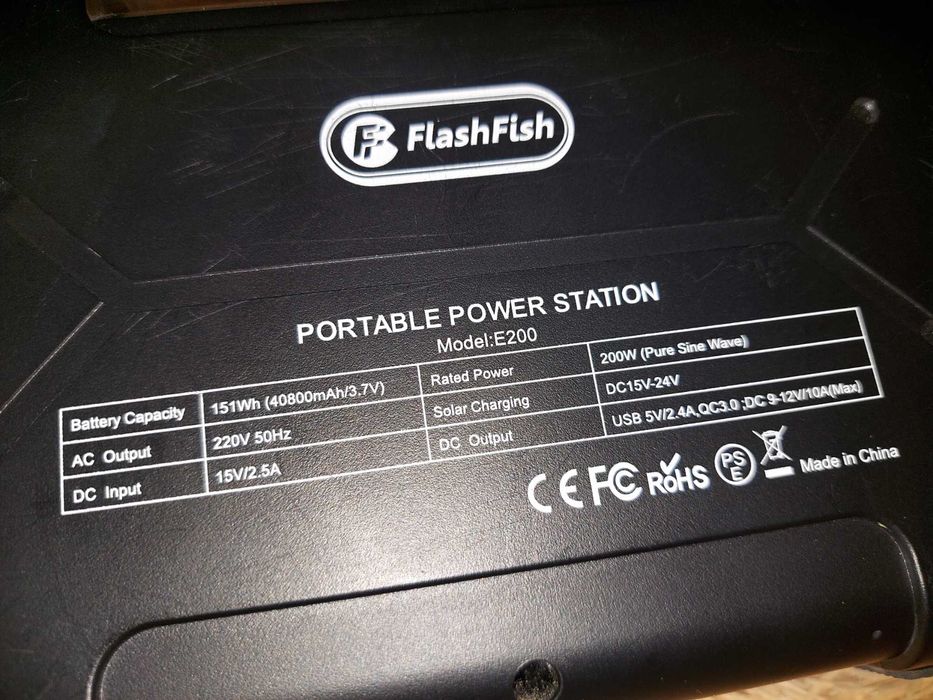 FlashFish
PORTABLE POWER STATION
Model:E200
Battery Capacity 151Wh (40800mAh/3.7V) Rated Power 200W (Pure Sine Wave)
AC Output 220V 50Hz Solar Charging DC15V-24V
DC Input 15V/2.5A DC Output USB 5V/2.4A,QC3.0 ;DC 9-12V/10A(Max)
CE FC RoHS PSE Made in China